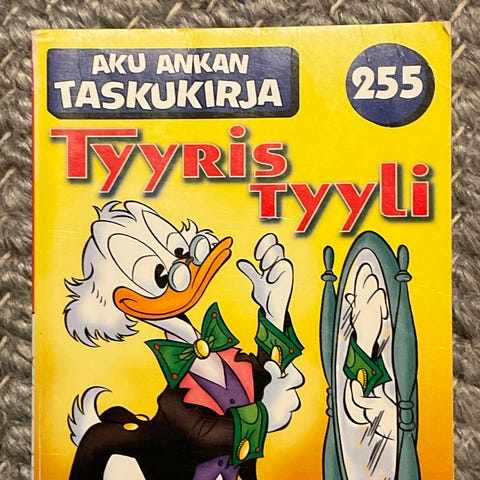 AKU ANKAN
TASKUKIRJA
255
TYYRIS
TYYLI